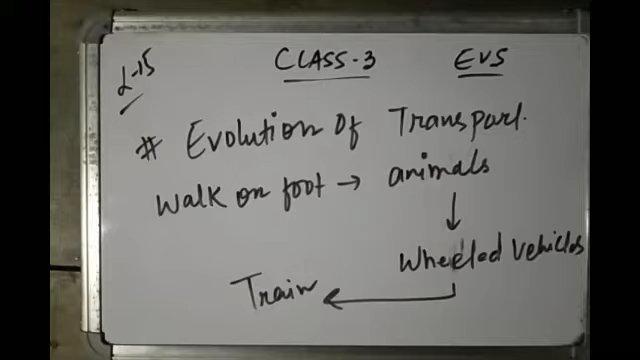 L-15
CLASS-3 EVS
# Evolution Of Transport.
Walk on foot → animals
↓
Wheeled Vehicles
Train ←